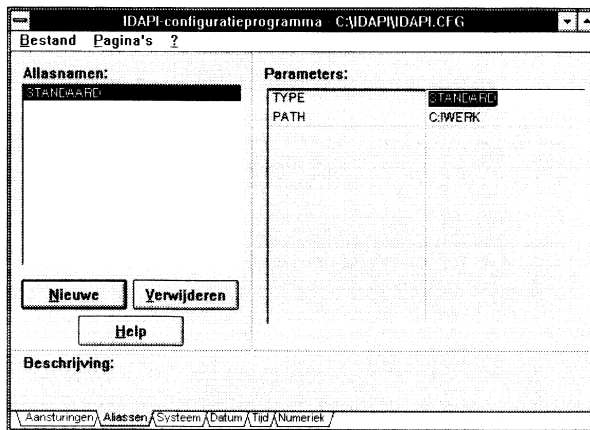 IDAPI-configuratieprogramma - C:\IDAPI\IDAPI.CFG
Bestand Pagina's ?
Aliasnamen:
STANDAARD
Parameters:
TYPE STANDARD
PATH C:\WERK
Nieuwe Verwijderen
Help
Beschrijving:
Aansturingen Aliassen Systeem Datum Tijd Numeriek